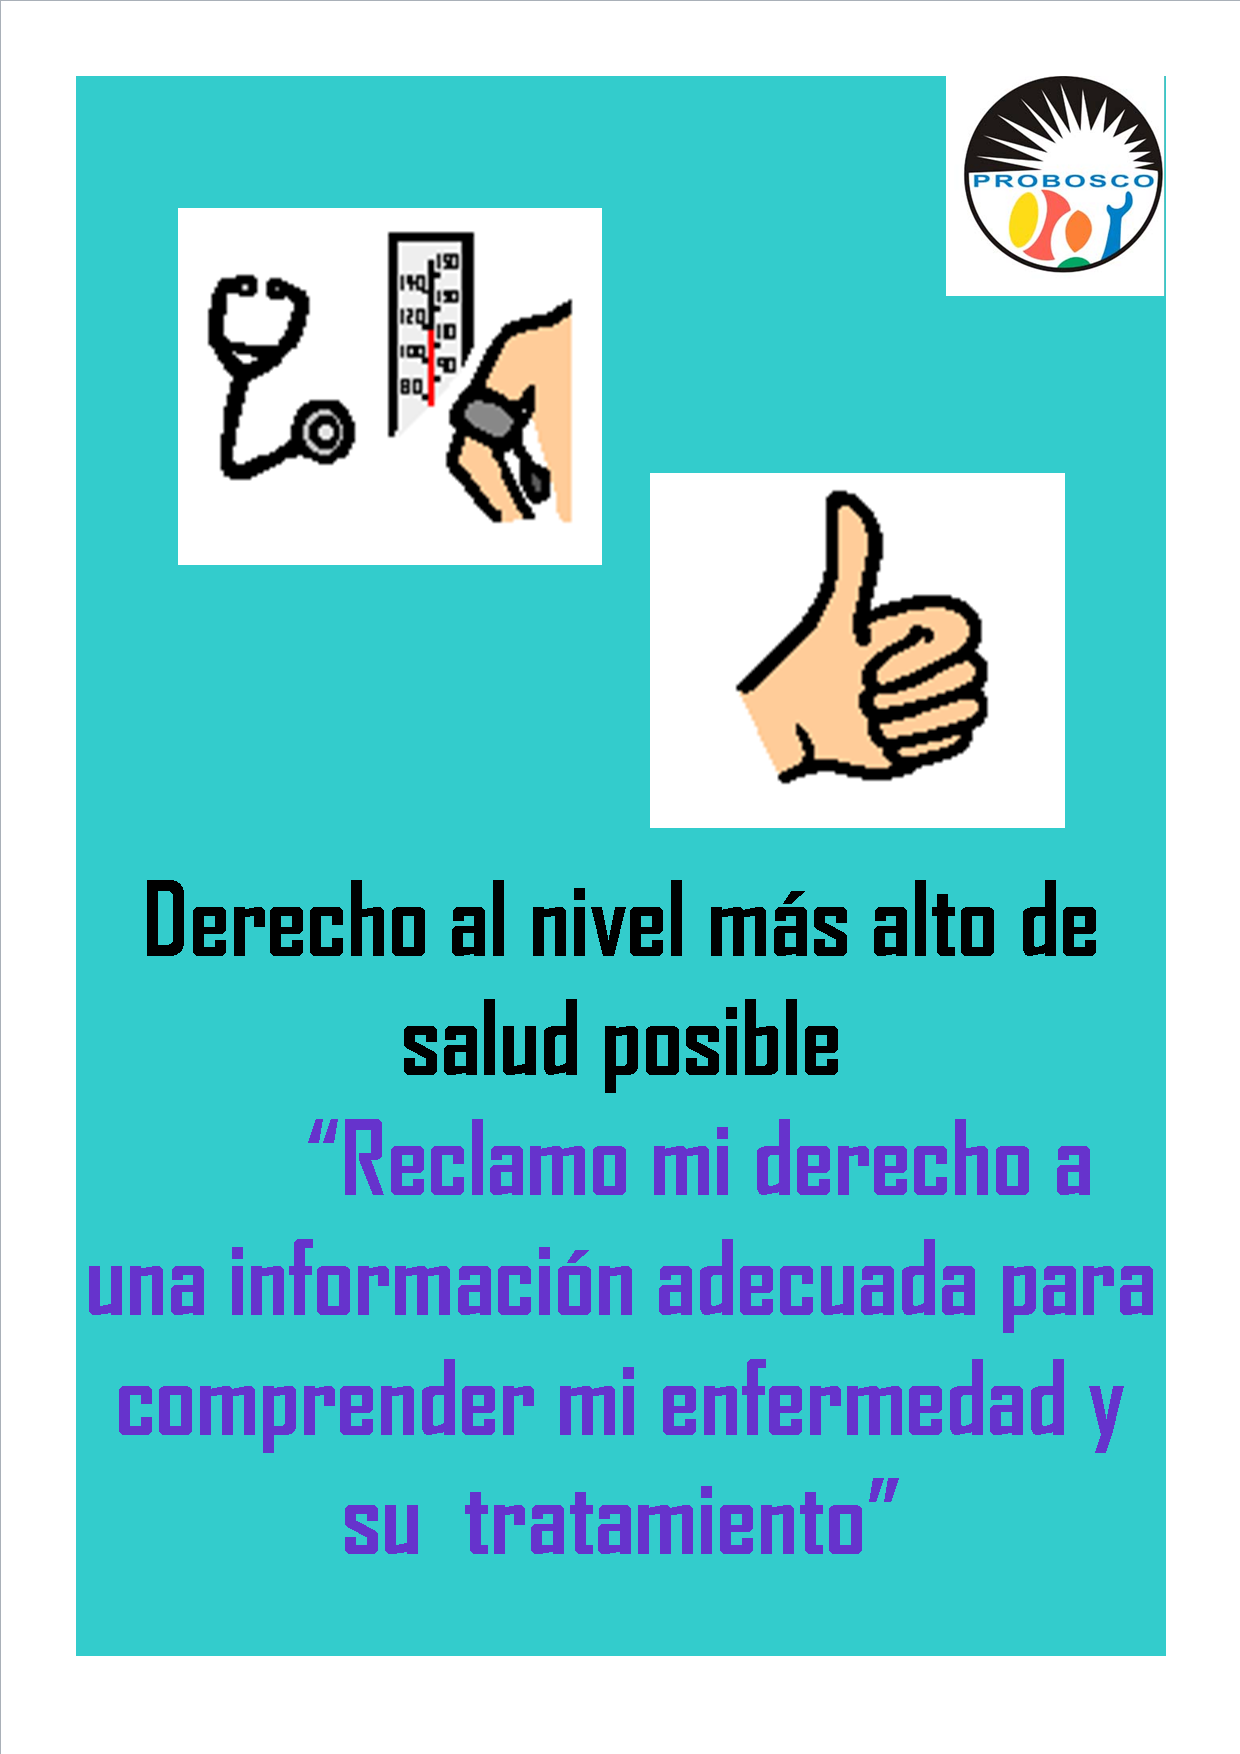 PROBOSCO
150
140
130
120
110
100
90
80
Derecho al nivel más alto de
salud posible
“Reclamo mi derecho a
una información adecuada para
comprender mi enfermedad y
su tratamiento”